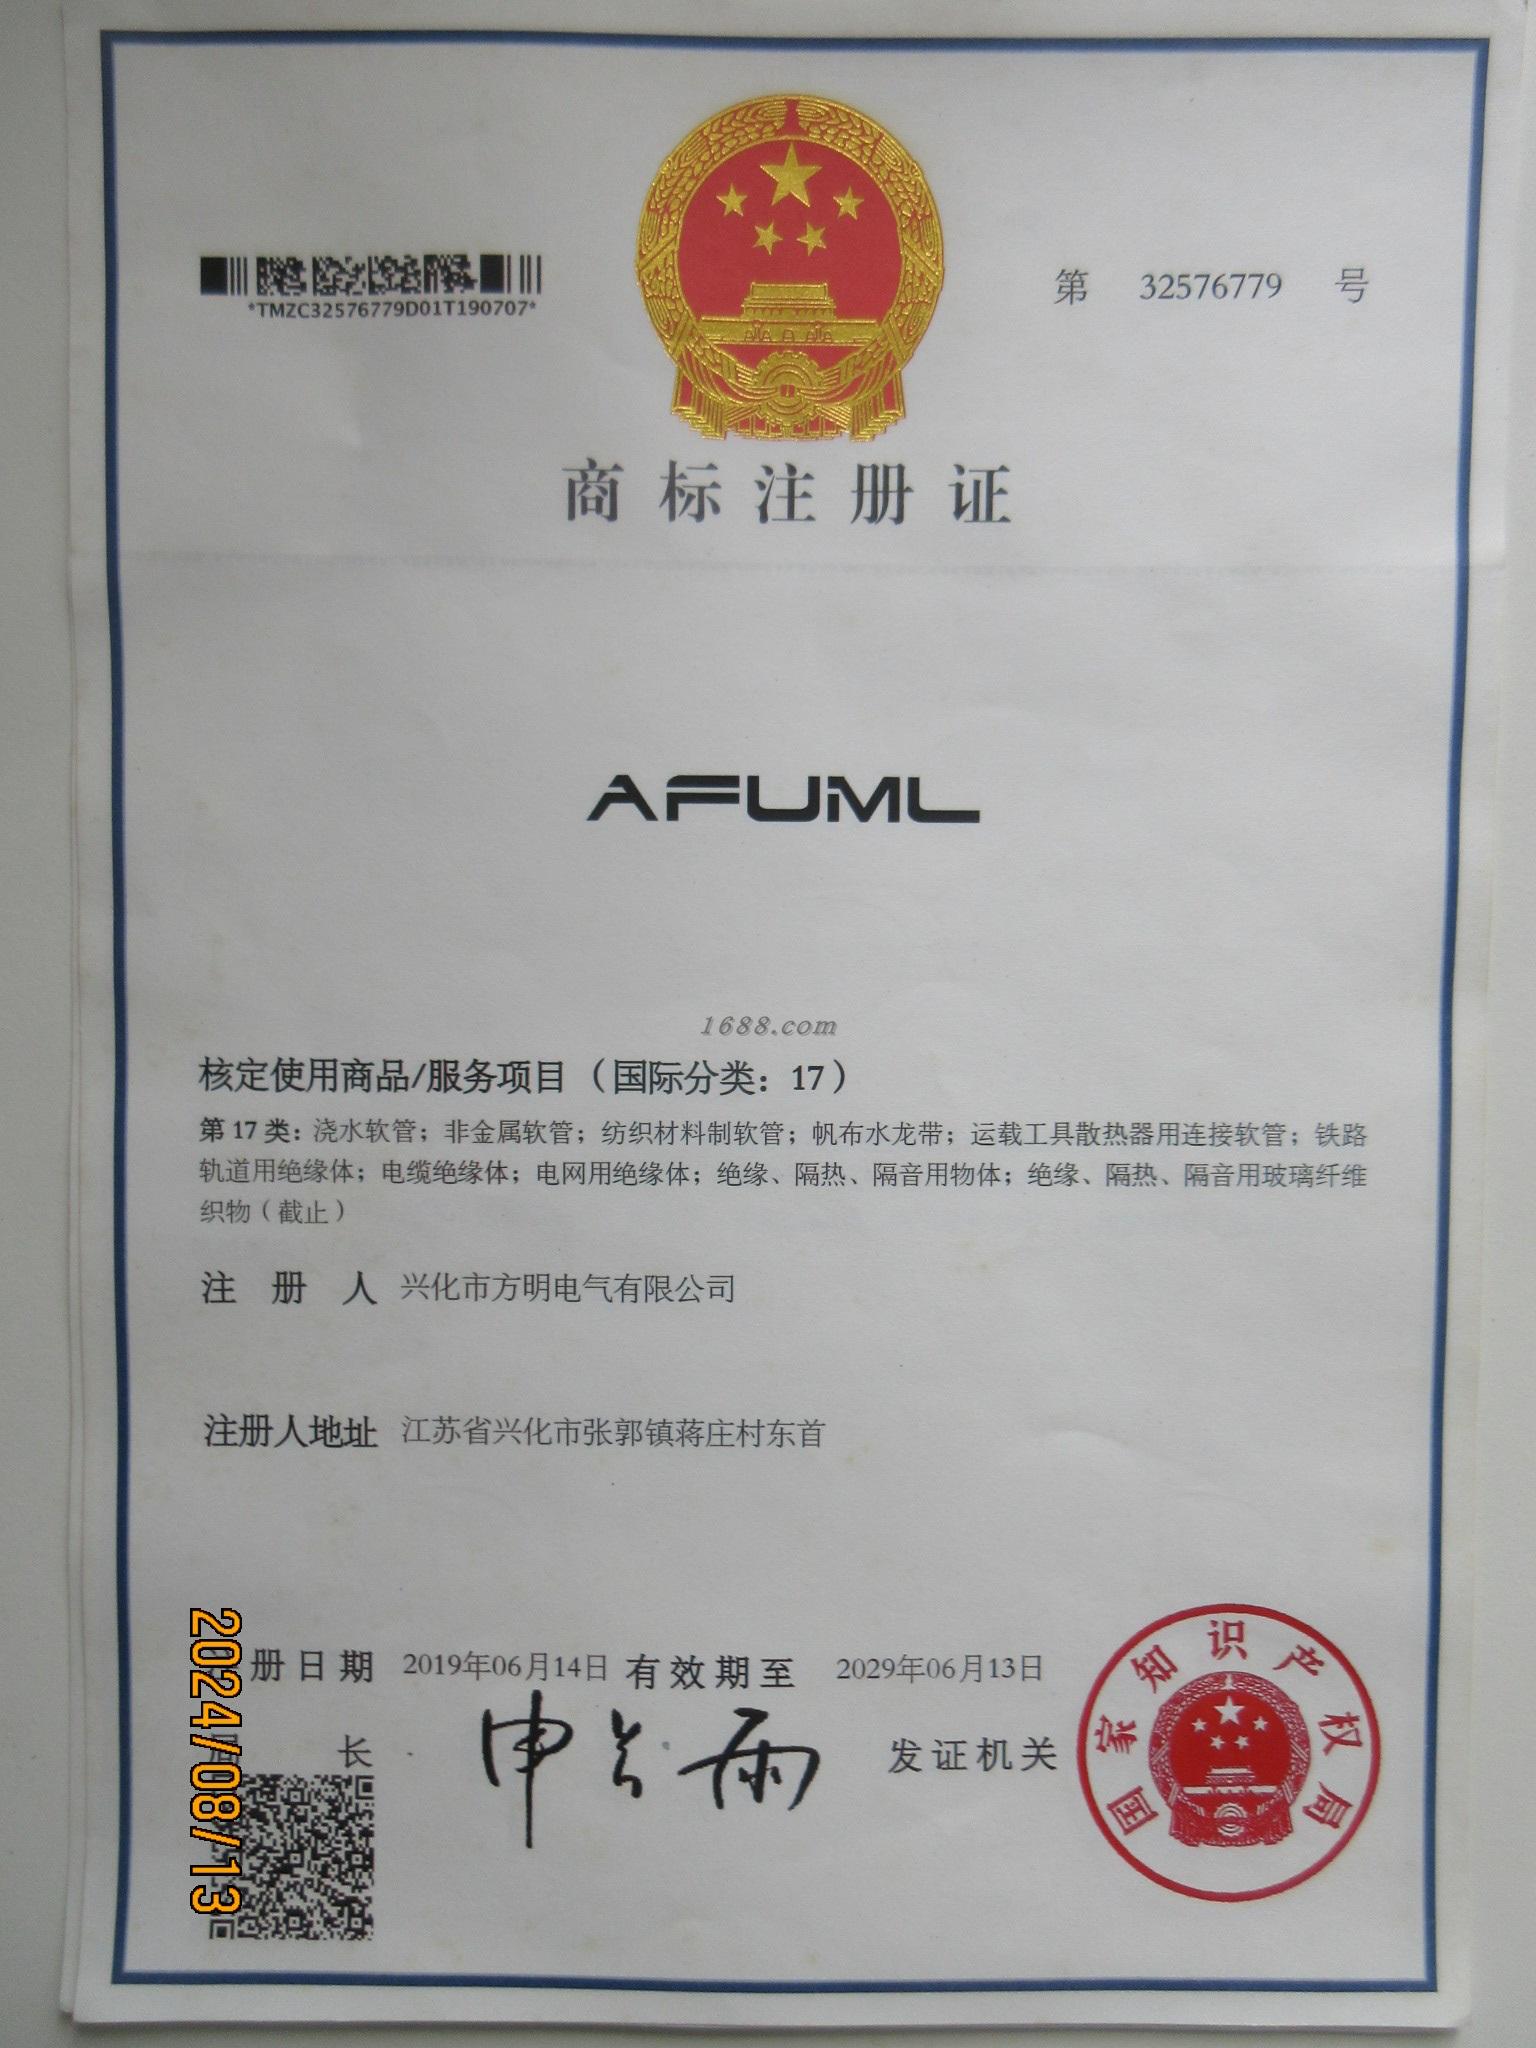 *TMZC32576779D01T190707*
第 32576779 号
商标注册证
AFUML
1688.com
核定使用商品/服务项目（国际分类：17）
第 17 类：浇水软管；非金属软管；纺织材料制软管；帆布水龙带；运载工具散热器用连接软管；铁路
轨道用绝缘体；电缆绝缘体；电网用绝缘体；绝缘、隔热、隔音用物体；绝缘、隔热、隔音用玻璃纤维
织物（截止）
注册人 兴化市方明电气有限公司
注册人地址 江苏省兴化市张郭镇蒋庄村东首
册日期 2019年06月14日 有效期至 2029年06月13日
局长 申长雨 发证机关
国家知识产权局
2024/08/13